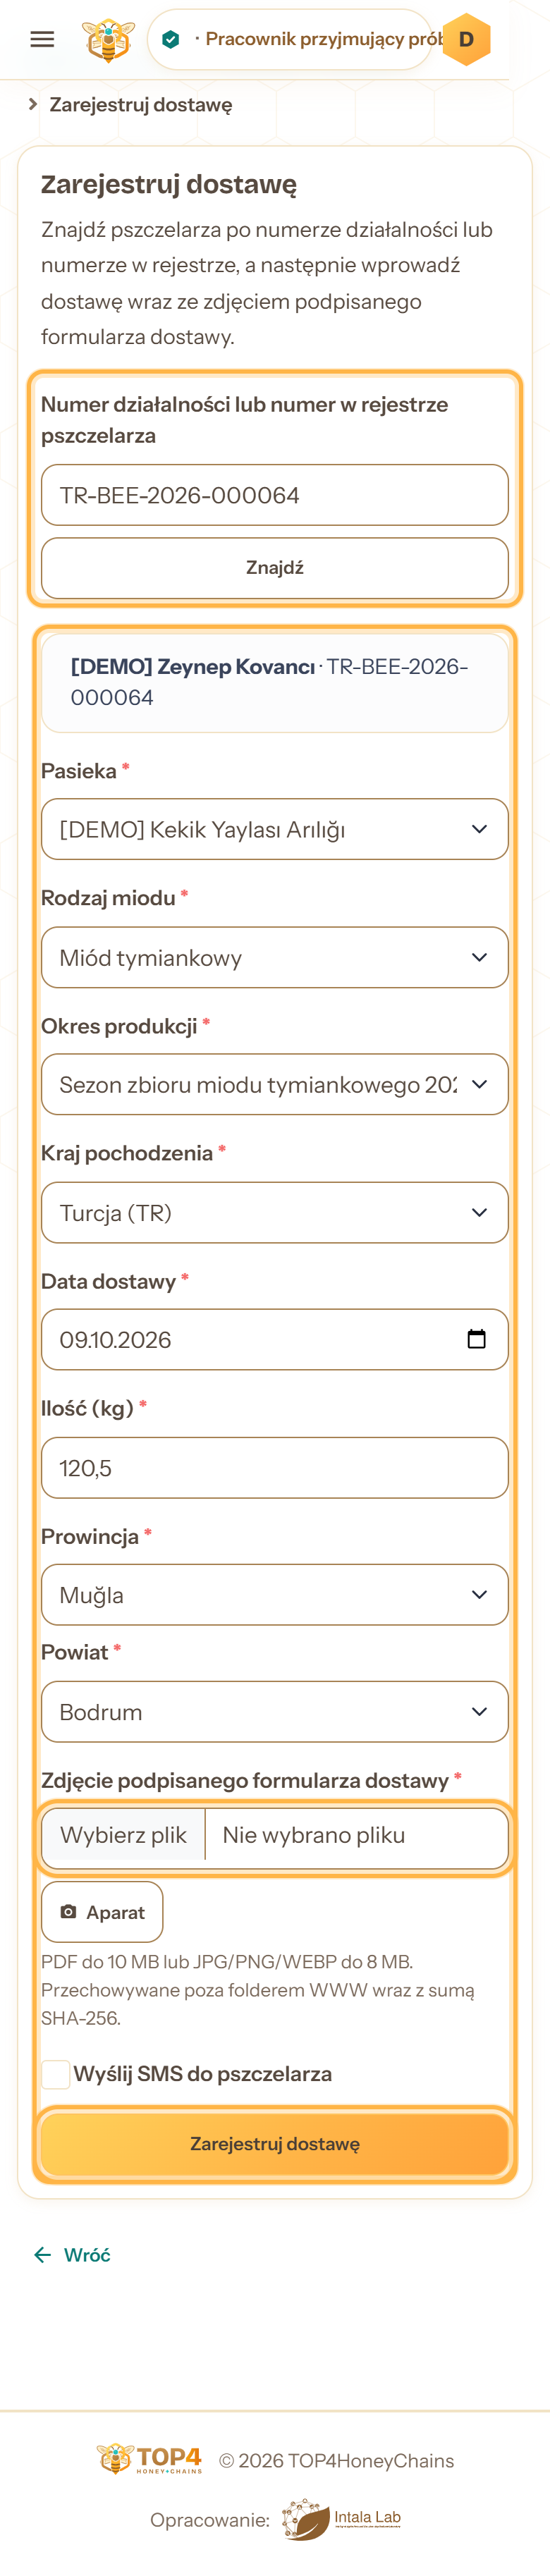 · Pracownik przyjmujący prób
D
Zarejestruj dostawę
Zarejestruj dostawę
Znajdź pszczelarza po numerze działalności lub
numerze w rejestrze, a następnie wprowadź
dostawę wraz ze zdjęciem podpisanego
formularza dostawy.
Numer działalności lub numer w rejestrze
pszczelarza
TR-BEE-2026-000064
Znajdź
[DEMO] Zeynep Kovancı · TR-BEE-2026-
000064
Pasieka *
[DEMO] Kekik Yaylası Arılığı
Rodzaj miodu *
Miód tymiankowy
Okres produkcji *
Sezon zbioru miodu tymiankowego 202
Kraj pochodzenia *
Turcja (TR)
Data dostawy *
09.10.2026
Ilość (kg) *
120,5
Prowincja *
Muğla
Powiat *
Bodrum
Zdjęcie podpisanego formularza dostawy *
Wybierz plik Nie wybrano pliku
Aparat
PDF do 10 MB lub JPG/PNG/WEBP do 8 MB.
Przechowywane poza folderem WWW wraz z sumą
SHA-256.
Wyślij SMS do pszczelarza
Zarejestruj dostawę
Wróć
TOP4
HONEY+CHAINS
© 2026 TOP4HoneyChains
Opracowanie:
Intala Lab